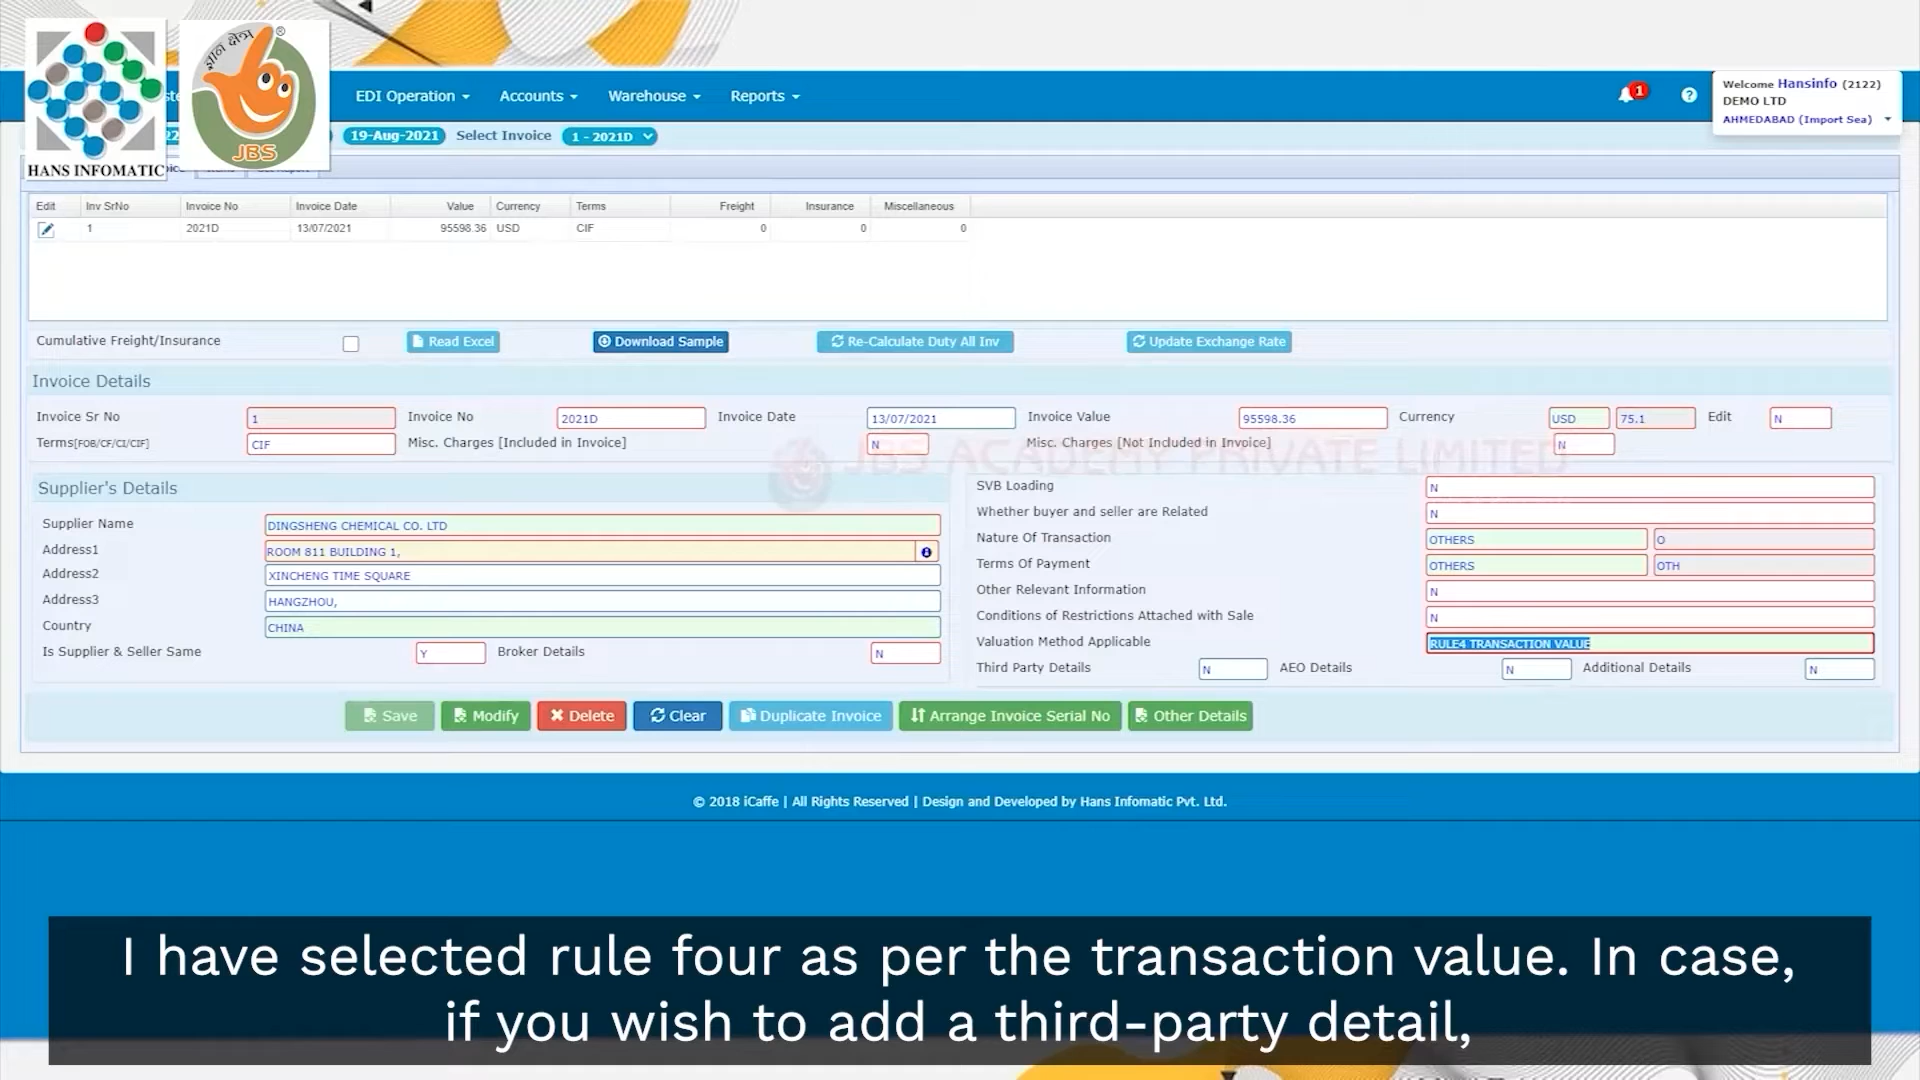 ज्ञान क्षेत्र
®
JBS
HANS INFOMATIC
EDI Operation
Accounts
Warehouse
Reports
1
Welcome Hansinfo (2122)
DEMO LTD
AHMEDABAD (Import Sea)
19-Aug-2021 Select Invoice 1 - 2021D
Edit Inv SrNo Invoice No Invoice Date Value Currency Terms Freight Insurance Miscellaneous
1 2021D 13/07/2021 95598.36 USD CIF 0 0 0
Cumulative Freight/Insurance Read Excel Download Sample Re-Calculate Duty All Inv Update Exchange Rate
Invoice Details
Invoice Sr No 1 Invoice No 2021D Invoice Date 13/07/2021 Invoice Value 95598.36 Currency USD 75.1 Edit N
Terms[FOB/CF/CI/CIF] CIF Misc. Charges [Included in Invoice] N Misc. Charges [Not Included in Invoice] N
JBS ACADEMY PRIVATE LIMITED
Supplier's Details
Supplier Name DINGSHENG CHEMICAL CO. LTD
Address1 ROOM 811 BUILDING 1,
Address2 XINCHENG TIME SQUARE
Address3 HANGZHOU,
Country CHINA
Is Supplier & Seller Same Y Broker Details N
SVB Loading N
Whether buyer and seller are Related N
Nature Of Transaction OTHERS O
Terms Of Payment OTHERS OTH
Other Relevant Information N
Conditions of Restrictions Attached with Sale N
Valuation Method Applicable RULE4 TRANSACTION VALUE
Third Party Details N AEO Details N Additional Details N
Save Modify Delete Clear Duplicate Invoice Arrange Invoice Serial No Other Details
© 2018 iCaffe | All Rights Reserved | Design and Developed by Hans Infomatic Pvt. Ltd.
I have selected rule four as per the transaction value. In case,
if you wish to add a third-party detail,